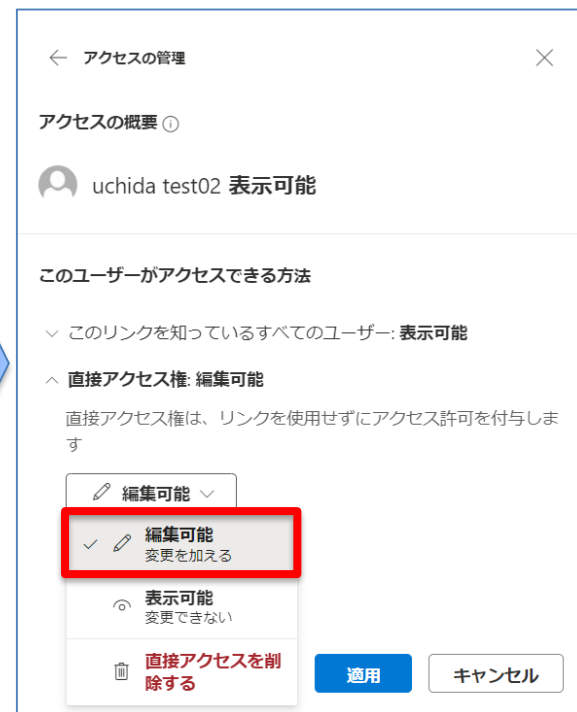 アクセスの管理
アクセスの概要
uchida test02 表示可能
このユーザーがアクセスできる方法
このリンクを知っているすべてのユーザー: 表示可能
直接アクセス権: 編集可能
直接アクセス権は、リンクを使用せずにアクセス許可を付与しま
す
編集可能
編集可能
変更を加える
表示可能
変更できない
直接アクセスを削
除する
適用
キャンセル